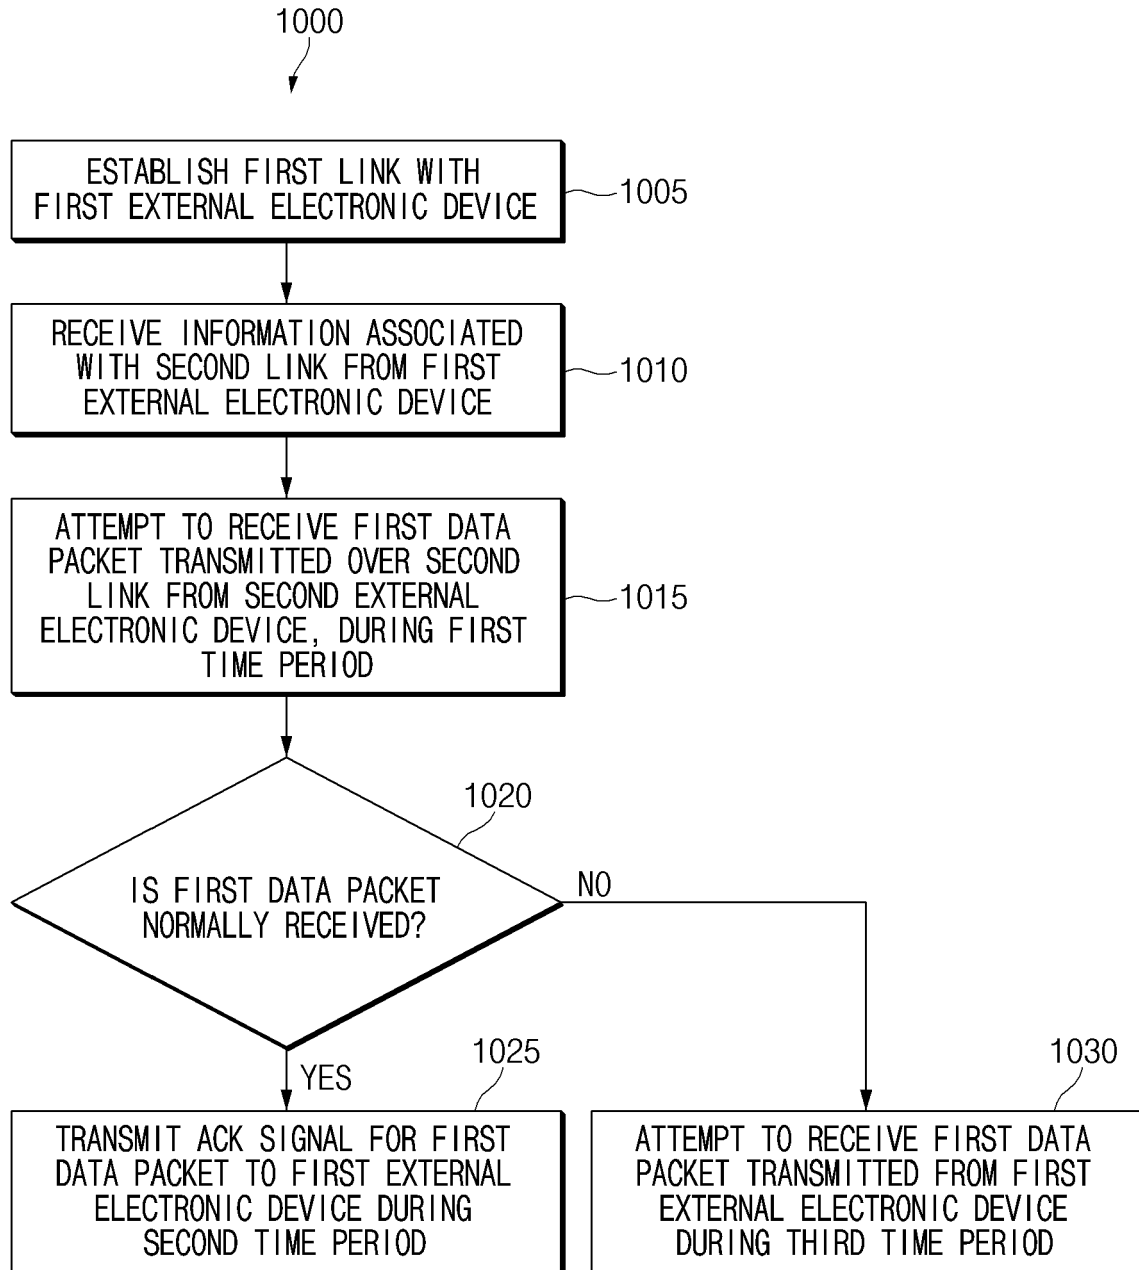 1000
ESTABLISH FIRST LINK WITH
FIRST EXTERNAL ELECTRONIC DEVICE
1005
RECEIVE INFORMATION ASSOCIATED
WITH SECOND LINK FROM FIRST
EXTERNAL ELECTRONIC DEVICE
1010
ATTEMPT TO RECEIVE FIRST DATA
PACKET TRANSMITTED OVER SECOND
LINK FROM SECOND EXTERNAL
ELECTRONIC DEVICE, DURING FIRST
TIME PERIOD
1015
1020
IS FIRST DATA PACKET
NORMALLY RECEIVED?
NO
YES
1025
TRANSMIT ACK SIGNAL FOR FIRST
DATA PACKET TO FIRST EXTERNAL
ELECTRONIC DEVICE DURING
SECOND TIME PERIOD
1030
ATTEMPT TO RECEIVE FIRST DATA
PACKET TRANSMITTED FROM FIRST
EXTERNAL ELECTRONIC DEVICE
DURING THIRD TIME PERIOD